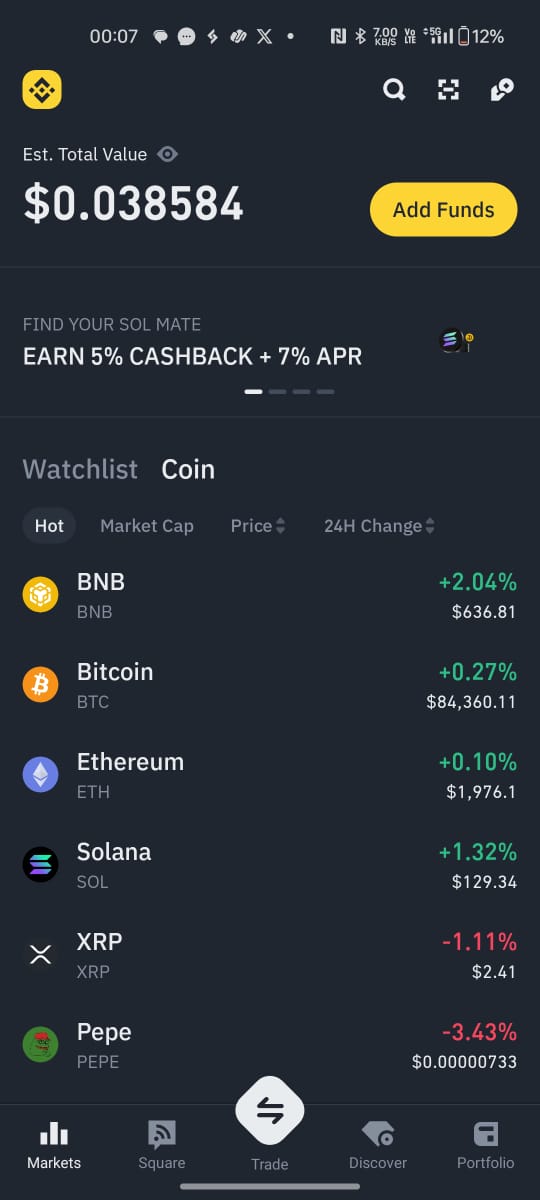 00:07 7.00 KB/S Vo LTE 5G 12%
Est. Total Value
$0.038584
Add Funds
FIND YOUR SOL MATE
EARN 5% CASHBACK + 7% APR
Watchlist Coin
Hot Market Cap Price 24H Change
BNB +2.04%
BNB $636.81
Bitcoin +0.27%
BTC $84,360.11
Ethereum +0.10%
ETH $1,976.1
Solana +1.32%
SOL $129.34
XRP -1.11%
XRP $2.41
Pepe -3.43%
PEPE $0.00000733
Markets Square Trade Discover Portfolio